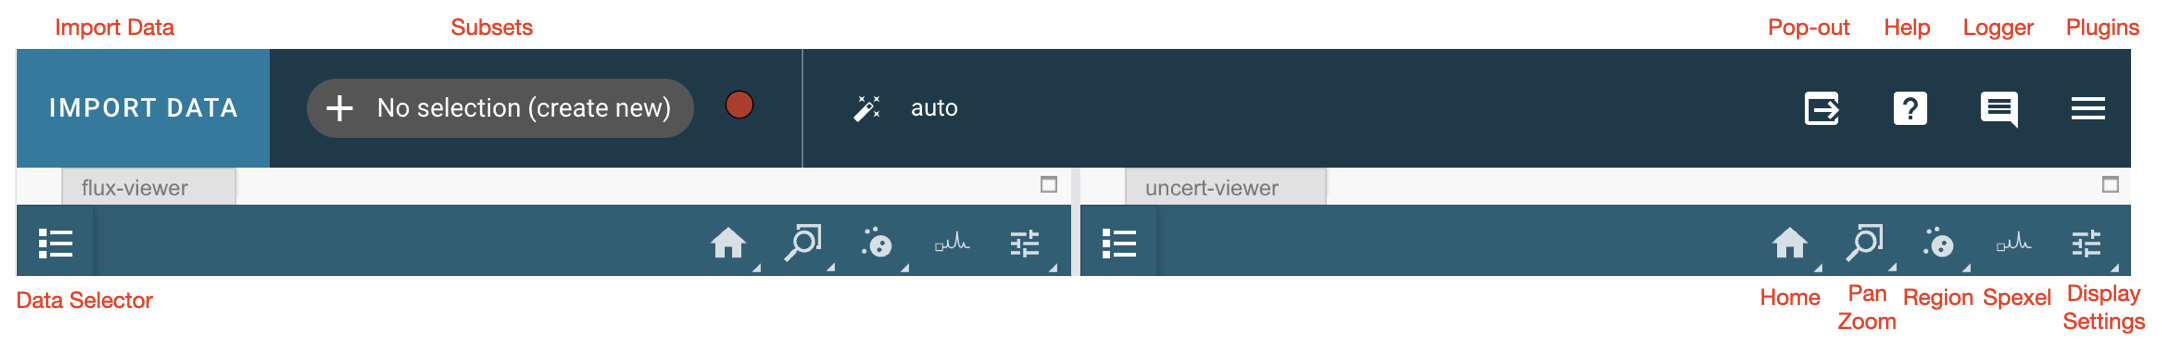 Import Data
Subsets
Pop-out
Help
Logger
Plugins
IMPORT DATA
+ No selection (create new)
auto
?
flux-viewer
uncert-viewer
Data Selector
Home
Pan
Zoom
Region
Spexel
Display
Settings